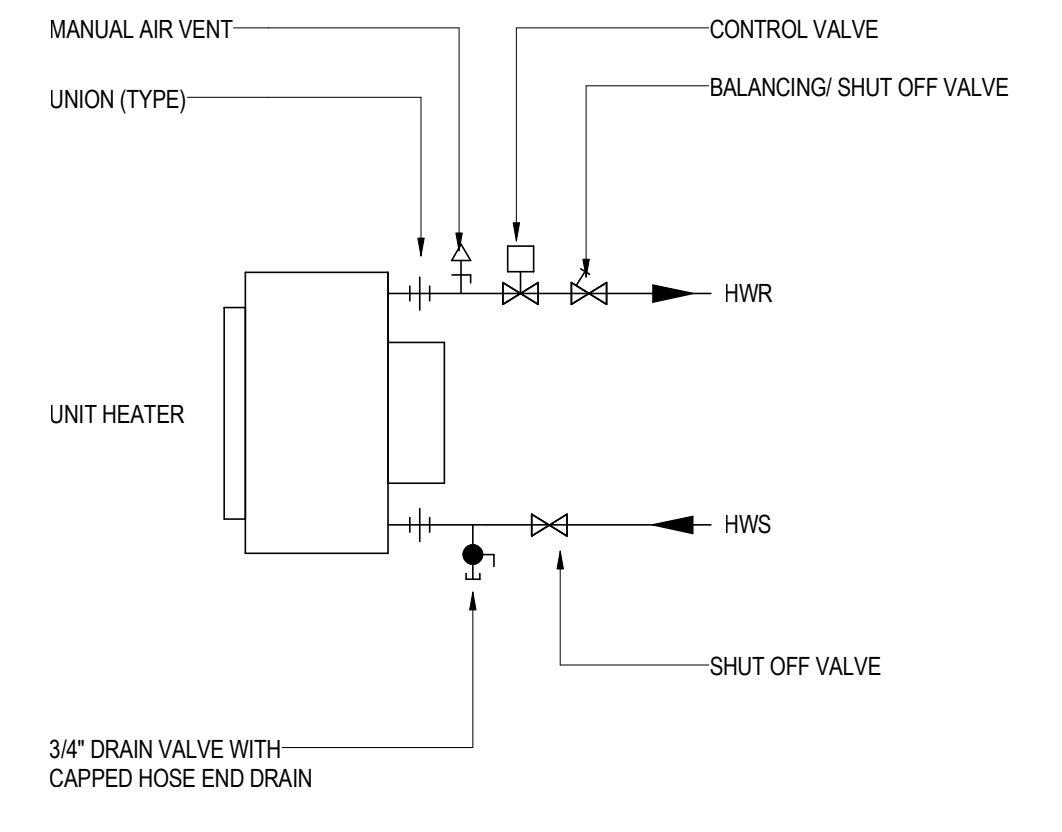 MANUAL AIR VENT
CONTROL VALVE
UNION (TYPE)
BALANCING/ SHUT OFF VALVE
HWR
UNIT HEATER
HWS
SHUT OFF VALVE
3/4" DRAIN VALVE WITH
CAPPED HOSE END DRAIN